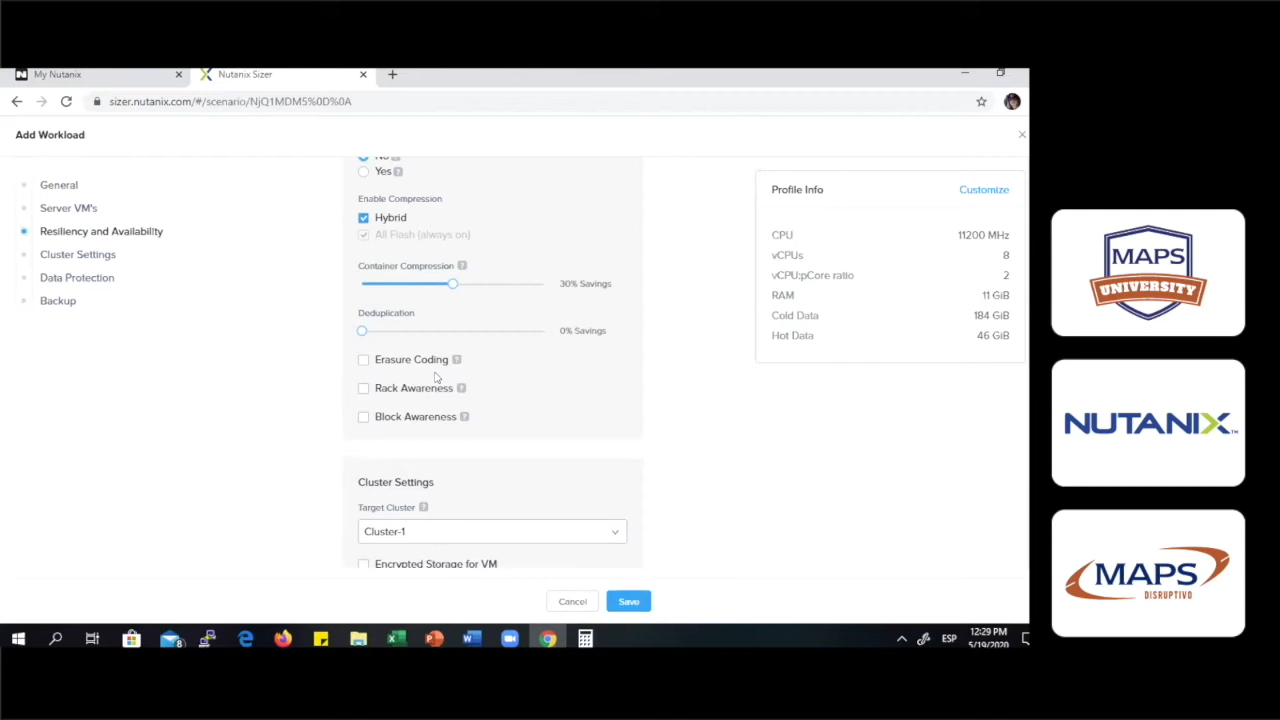 My Nutanix
Nutanix Sizer
sizer.nutanix.com/#/scenario/NjQ1MDM5%0D%0A
Add Workload
General
Server VM's
Resiliency and Availability
Cluster Settings
Data Protection
Backup
No
Yes
Enable Compression
Hybrid
All Flash (always on)
Container Compression
30% Savings
Deduplication
0% Savings
Erasure Coding
Rack Awareness
Block Awareness
Cluster Settings
Target Cluster
Cluster-1
Encrypted Storage for VM
Cancel
Save
Profile Info
Customize
CPU 11200 MHz
vCPUs 8
vCPU:pCore ratio 2
RAM 11 GiB
Cold Data 184 GiB
Hot Data 46 GiB
ESP
12:29 PM
5/19/2020
MAPS
UNIVERSITY
NUTANIX™
MAPS
DISRUPTIVO